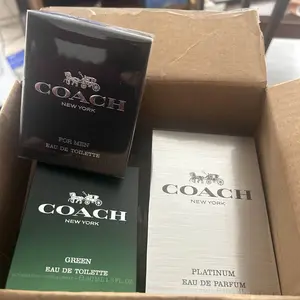 COACH
NEW YORK
FOR MEN
EAU DE TOILETTE
COACH
NEW YORK
GREEN
EAU DE TOILETTE
COACH
NEW YORK
PLATINUM
EAU DE PARFUM